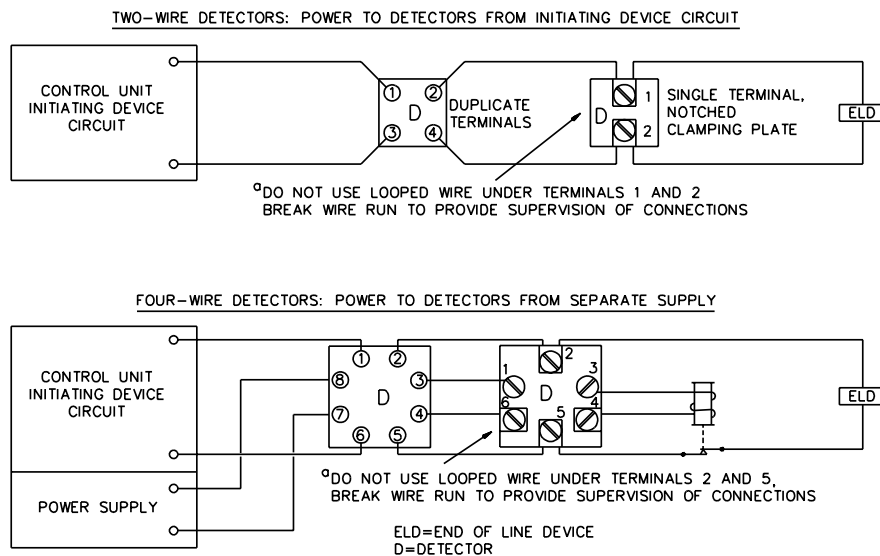 TWO-WIRE DETECTORS: POWER TO DETECTORS FROM INITIATING DEVICE CIRCUIT
CONTROL UNIT
INITIATING DEVICE
CIRCUIT
1
2
3
4
D
DUPLICATE
TERMINALS
D
1
2
SINGLE TERMINAL,
NOTCHED
CLAMPING PLATE
ELD
a DO NOT USE LOOPED WIRE UNDER TERMINALS 1 AND 2
BREAK WIRE RUN TO PROVIDE SUPERVISION OF CONNECTIONS
FOUR-WIRE DETECTORS: POWER TO DETECTORS FROM SEPARATE SUPPLY
CONTROL UNIT
INITIATING DEVICE
CIRCUIT
POWER SUPPLY
1
2
8
3
D
7
4
6
5
2
1
3
D
6
5
4
ELD
a DO NOT USE LOOPED WIRE UNDER TERMINALS 2 AND 5,
BREAK WIRE RUN TO PROVIDE SUPERVISION OF CONNECTIONS
ELD=END OF LINE DEVICE
D=DETECTOR